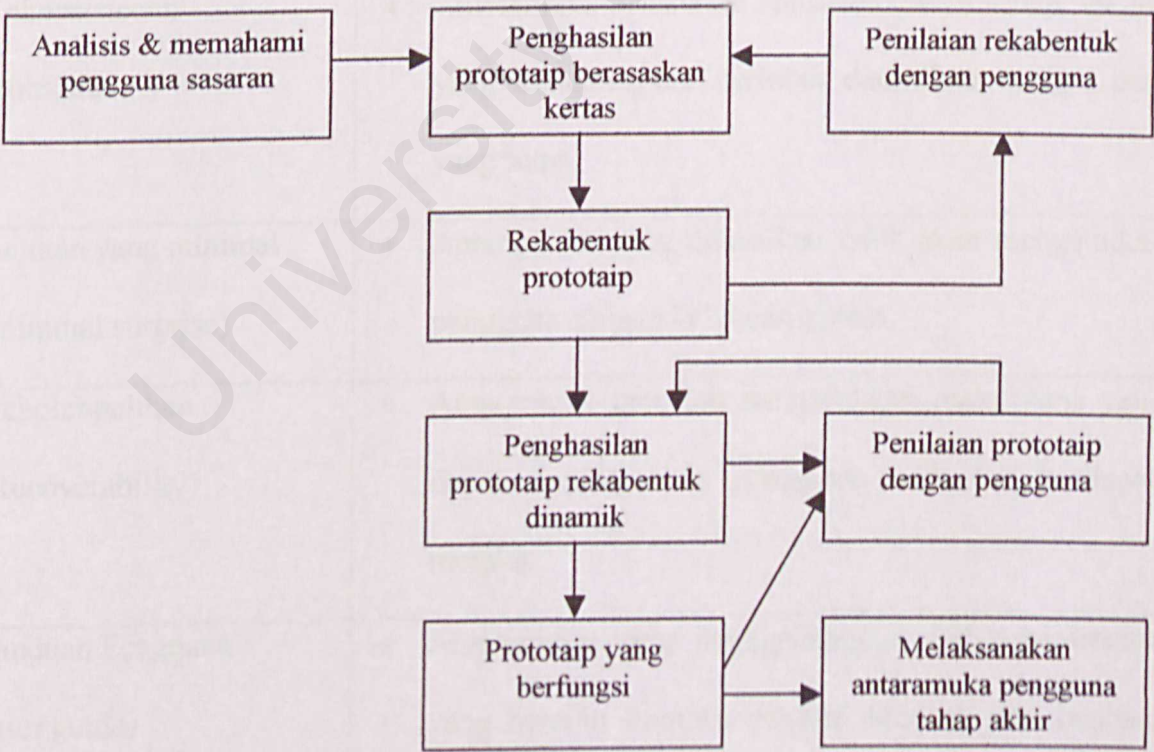 Analisis & memahami
pengguna sasaran
Penghasilan
prototaip berasaskan
kertas
Penilaian rekabentuk
dengan pengguna
Rekabentuk
prototaip
Penghasilan
prototaip rekabentuk
dinamik
Penilaian prototaip
dengan pengguna
Prototaip yang
berfungsi
Melaksanakan
antaramuka pengguna
tahap akhir
University